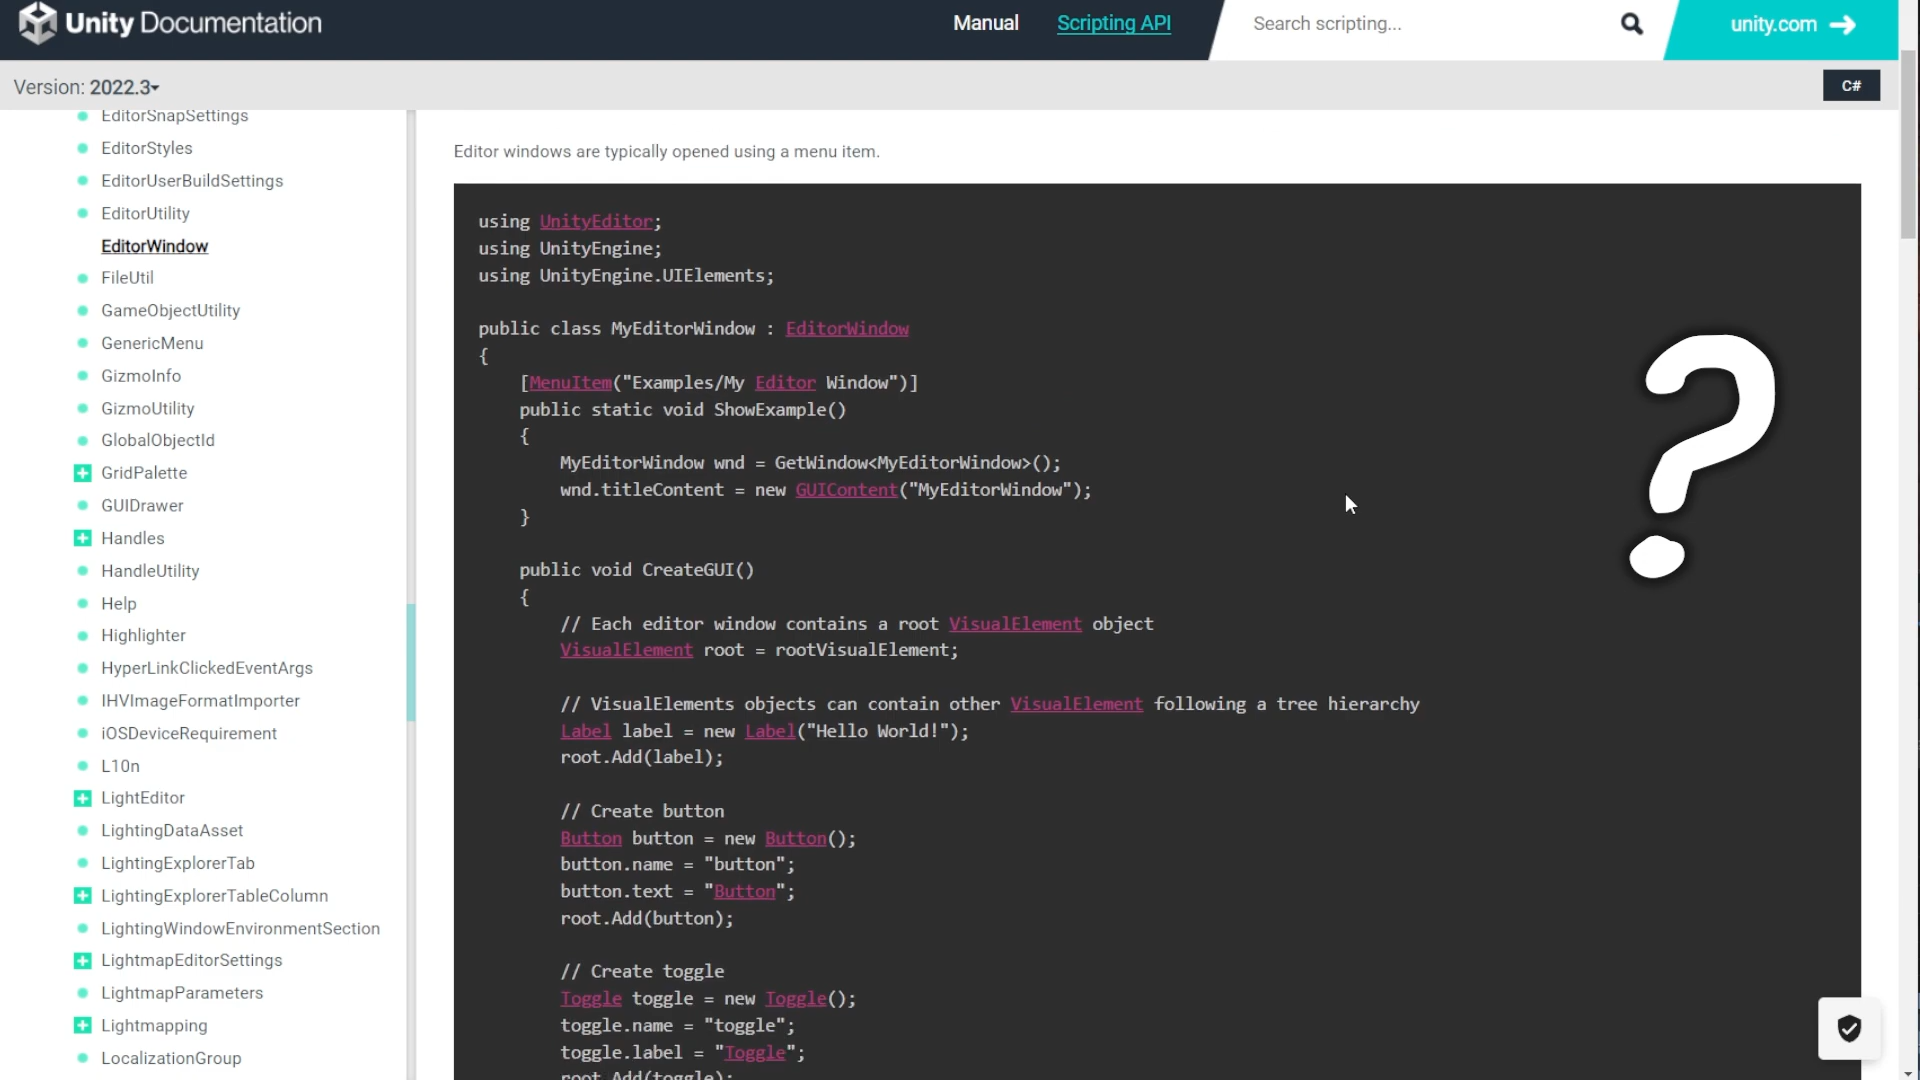 Unity Documentation
Manual
Scripting API
Search scripting...
unity.com
Version: 2022.3
C#
EditorSnapSettings
EditorStyles
EditorUserBuildSettings
EditorUtility
EditorWindow
FileUtil
GameObjectUtility
GenericMenu
GizmoInfo
GizmoUtility
GlobalObjectId
GridPalette
GUIDrawer
Handles
HandleUtility
Help
Highlighter
HyperLinkClickedEventArgs
IHVImageFormatImporter
iOSDeviceRequirement
L10n
LightEditor
LightingDataAsset
LightingExplorerTab
LightingExplorerTableColumn
LightingWindowEnvironmentSection
LightmapEditorSettings
LightmapParameters
Lightmapping
LocalizationGroup
Editor windows are typically opened using a menu item.
using UnityEditor;
using UnityEngine;
using UnityEngine.UIElements;
public class MyEditorWindow : EditorWindow
{
[MenuItem("Examples/My Editor Window")]
public static void ShowExample()
{
MyEditorWindow wnd = GetWindow<MyEditorWindow>();
wnd.titleContent = new GUIContent("MyEditorWindow");
}
public void CreateGUI()
{
// Each editor window contains a root VisualElement object
VisualElement root = rootVisualElement;
// VisualElements objects can contain other VisualElement following a tree hierarchy
Label label = new Label("Hello World!");
root.Add(label);
// Create button
Button button = new Button();
button.name = "button";
button.text = "Button";
root.Add(button);
// Create toggle
Toggle toggle = new Toggle();
toggle.name = "toggle";
toggle.label = "Toggle";
root.Add(toggle);
?